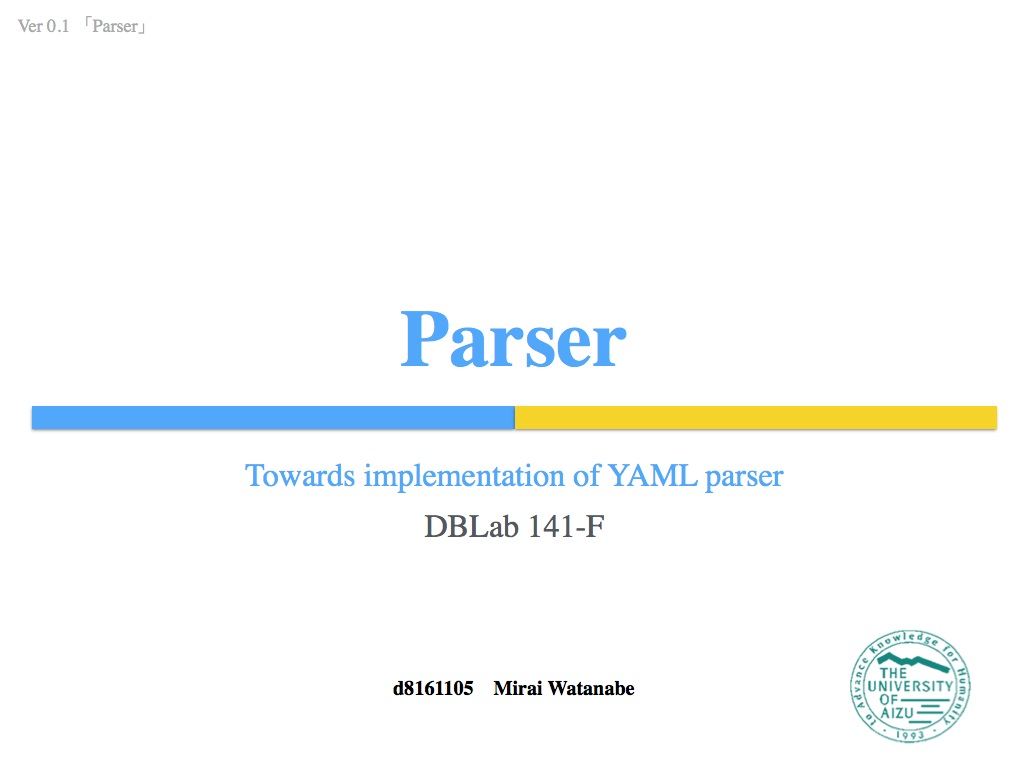 Ver 0.1 「Parser」
Parser
Towards implementation of YAML parser
DBLab 141-F
d8161105　Mirai Watanabe
to Advance Knowledge for Humanity
THE
UNIVERSITY
OF
AIZU
1993